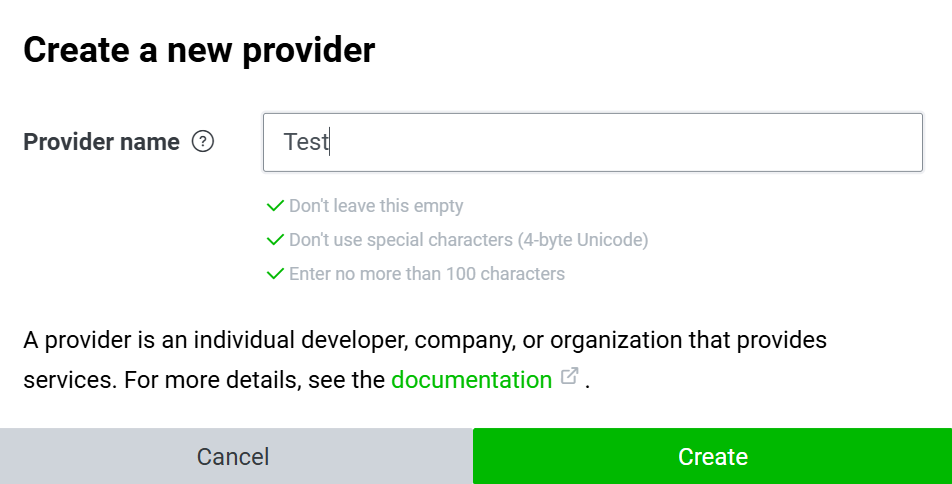 Create a new provider
Provider name ?
Test
Don't leave this empty
Don't use special characters (4-byte Unicode)
Enter no more than 100 characters
A provider is an individual developer, company, or organization that provides
services. For more details, see the documentation .
Cancel
Create